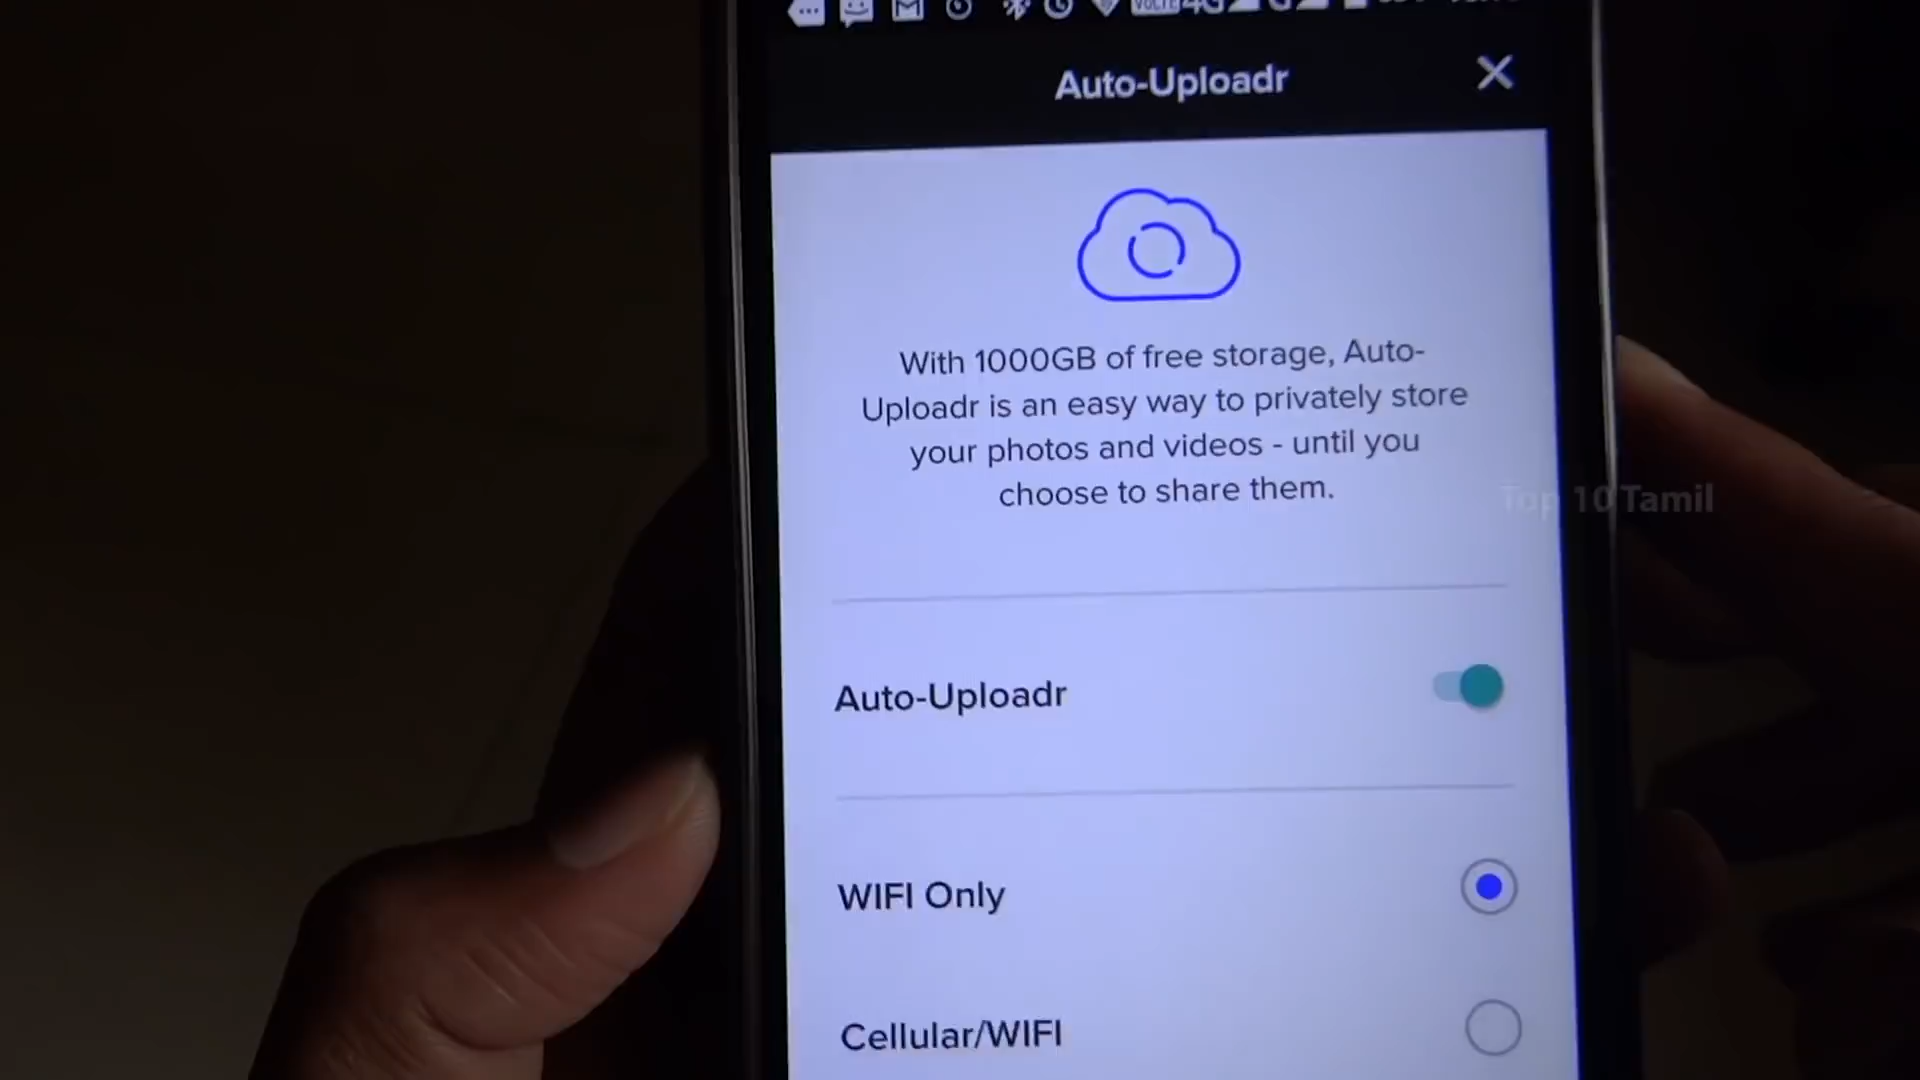 Auto-Uploadr
With 1000GB of free storage, Auto-
Uploadr is an easy way to privately store
your photos and videos - until you
choose to share them.
Top 10 Tamil
Auto-Uploadr
WIFI Only
Cellular/WIFI